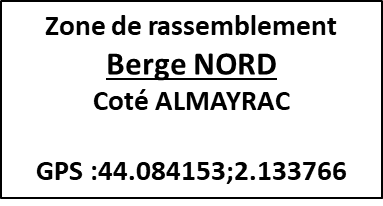 Zone de rassemblement
Berge NORD
Coté ALMAYRAC
GPS :44.084153;2.133766